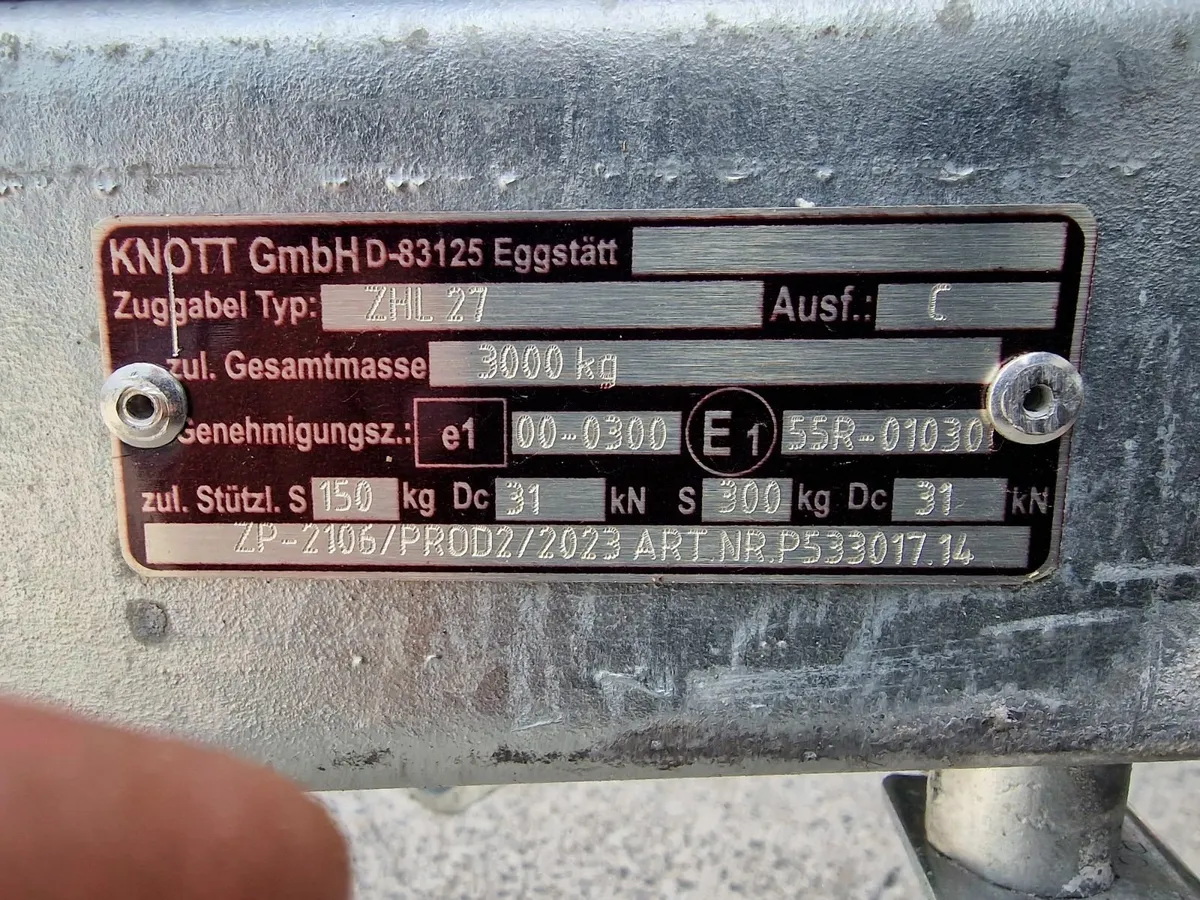 KNOTT GmbH D-83125 Eggstätt
Zuggabel Typ: ZHL 27 Ausf.: C
zul. Gesamtmasse 3000 kg
Genehmigungsz.: e1 00-0300 E1 55R-010300
zul. Stützl. S 150 kg Dc 31 kN S 300 kg Dc 31 kN
ZP-2106/PROD2/2023 ART.NR.P533017.14